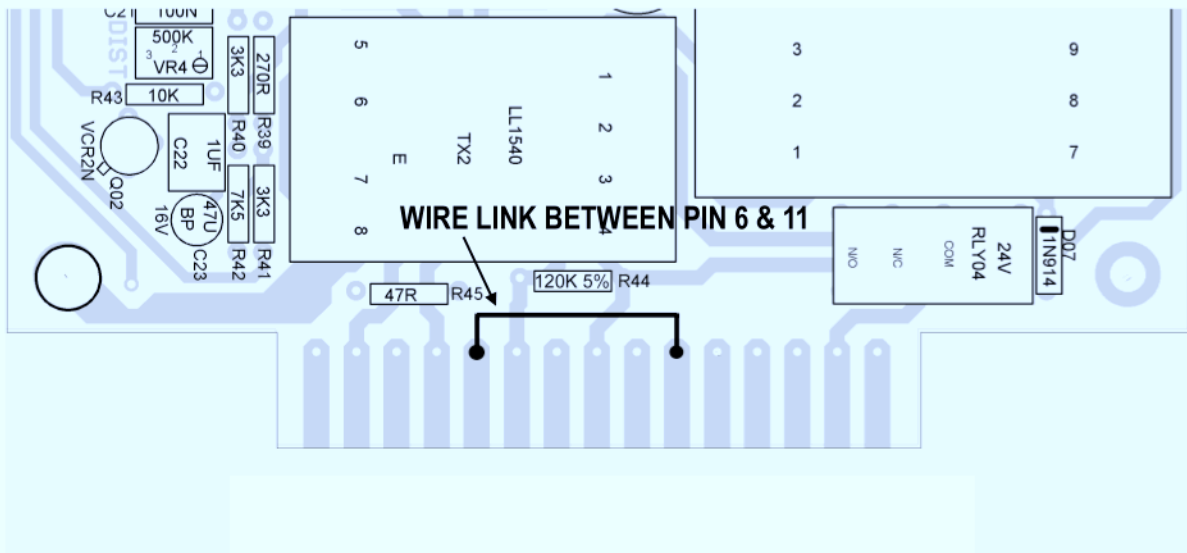 C21
100N
DIST
500K
3 2 1
VR4
R43
10K
VCR2N
Q02
C22
1UF
47U
BP
16V
C23
3K3
R40
270R
R39
7K5
R42
3K3
R41
5
6
7
8
E
TX2
LL1540
1
2
3
4
WIRE LINK BETWEEN PIN 6 & 11
47R
R45
120K 5%
R44
3
2
1
9
8
7
N/O
N/C
COM
RLY04
24V
1N914
D07